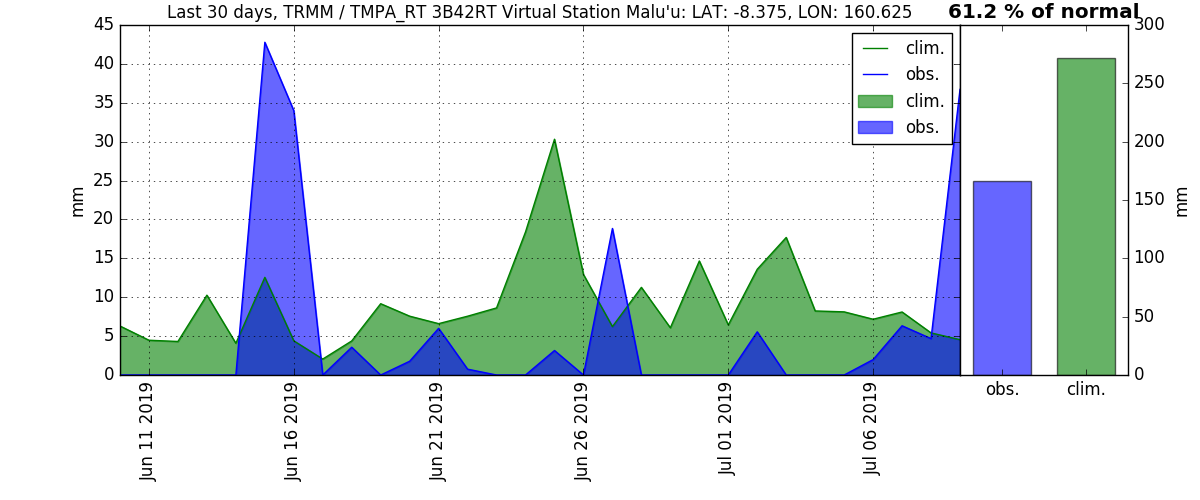 Last 30 days, TRMM / TMPA_RT 3B42RT Virtual Station Malu'u: LAT: -8.375, LON: 160.625
61.2 % of normal
45
40
35
30
25
20
15
10
5
0
mm
clim.
obs.
clim.
obs.
300
250
200
150
100
50
0
mm
obs.
clim.
Jun 11 2019
Jun 16 2019
Jun 21 2019
Jun 26 2019
Jul 01 2019
Jul 06 2019